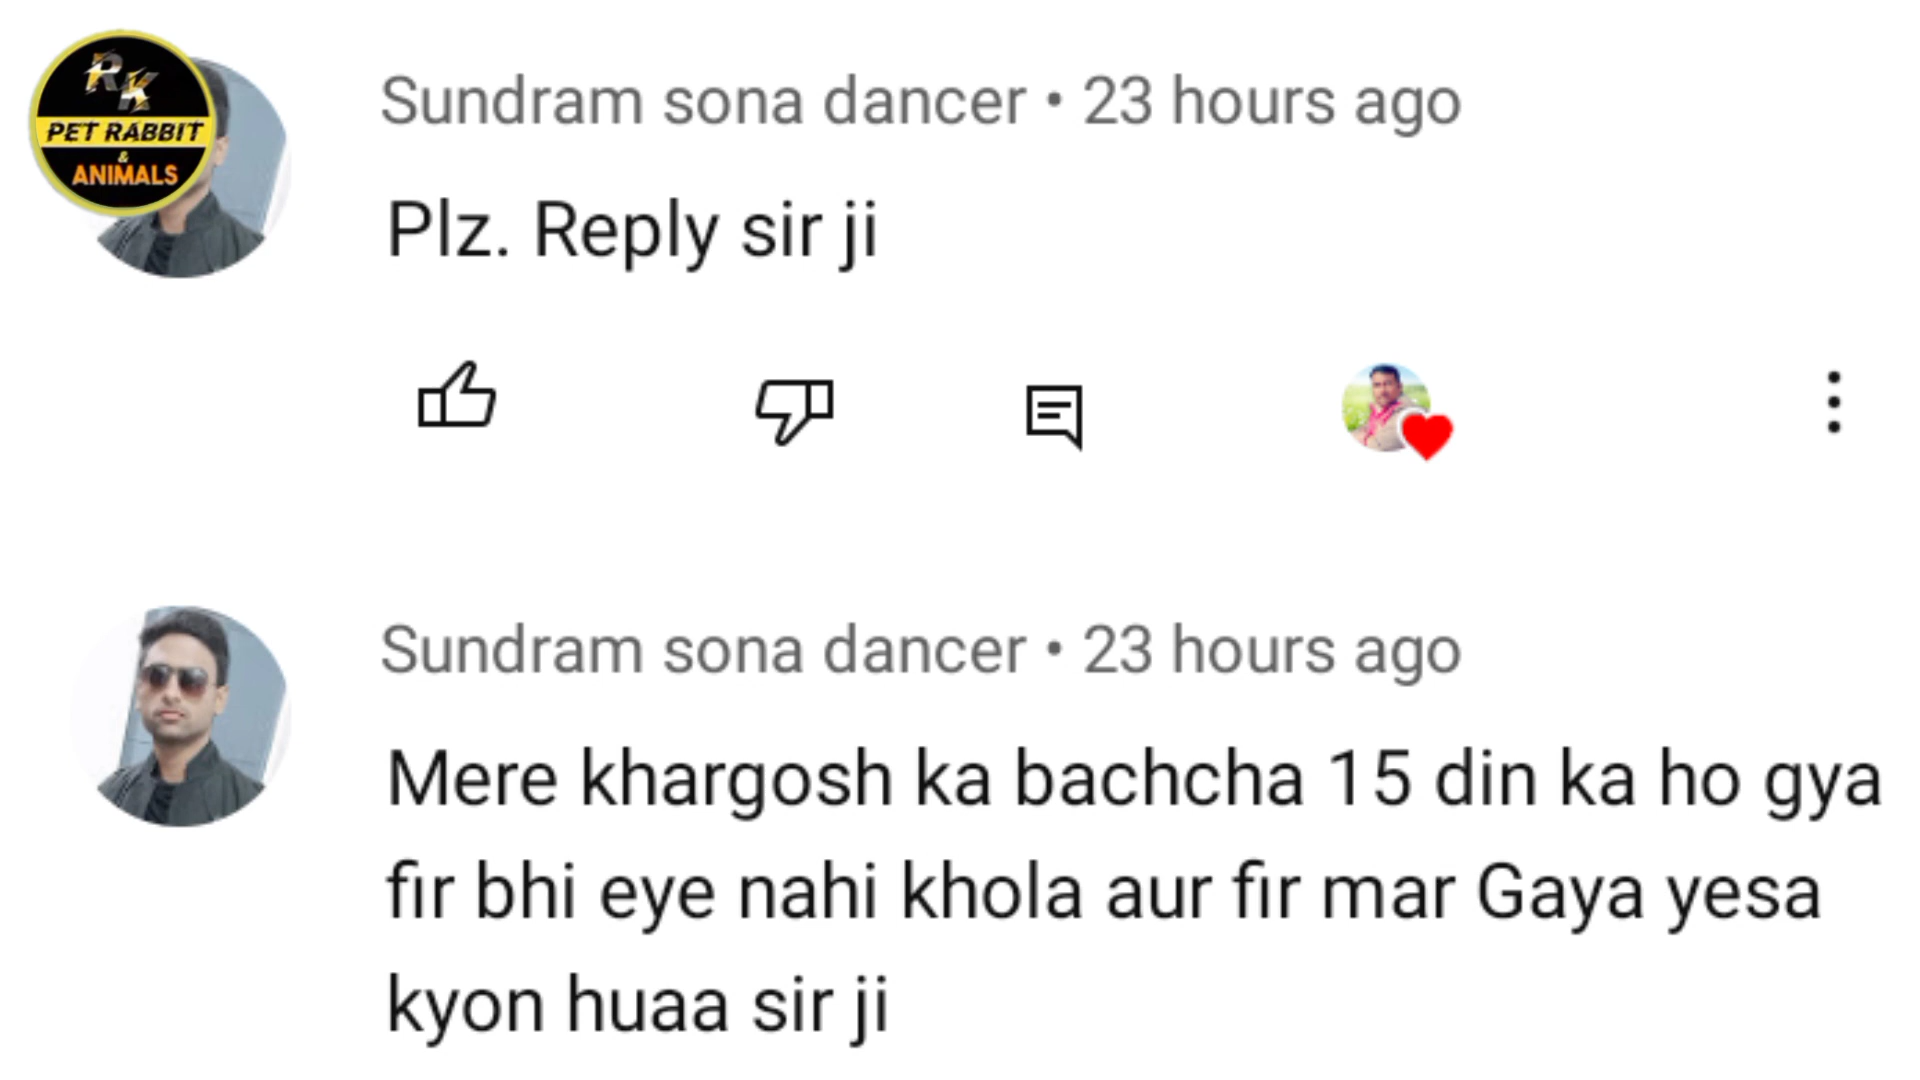 RK
PET RABBIT
&
ANIMALS
Sundram sona dancer • 23 hours ago
Plz. Reply sir ji
Sundram sona dancer • 23 hours ago
Mere khargosh ka bachcha 15 din ka ho gya
fir bhi eye nahi khola aur fir mar Gaya yesa
kyon huaa sir ji